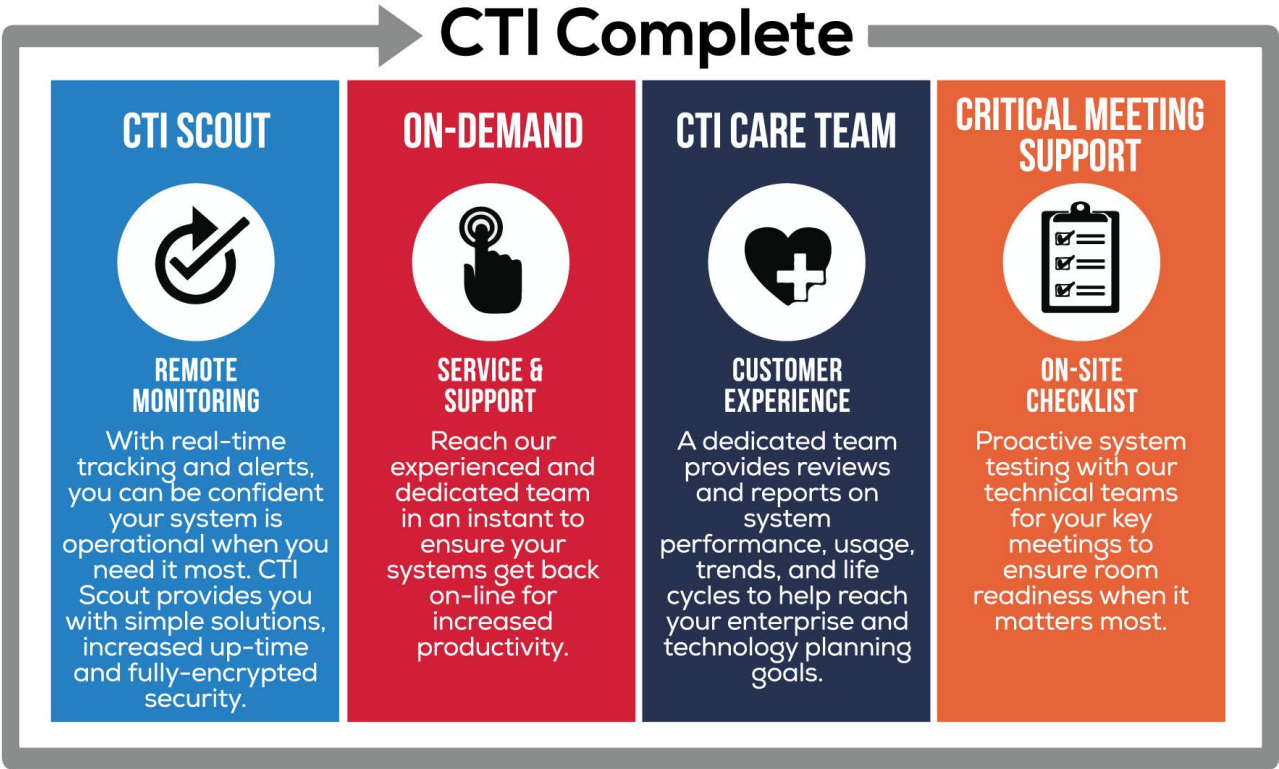 CTI Complete
CTI SCOUT
REMOTE
MONITORING
With real-time
tracking and alerts,
you can be confident
your system is
operational when you
need it most. CTI
Scout provides you
with simple solutions,
increased up-time
and fully-encrypted
security.
ON-DEMAND
SERVICE &
SUPPORT
Reach our
experienced and
dedicated team
in an instant to
ensure your
systems get back
on-line for
increased
productivity.
CTI CARE TEAM
CUSTOMER
EXPERIENCE
A dedicated team
provides reviews
and reports on
system
performance, usage,
trends, and life
cycles to help reach
your enterprise and
technology planning
goals.
CRITICAL MEETING
SUPPORT
ON-SITE
CHECKLIST
Proactive system
testing with our
technical teams
for your key
meetings to
ensure room
readiness when it
matters most.